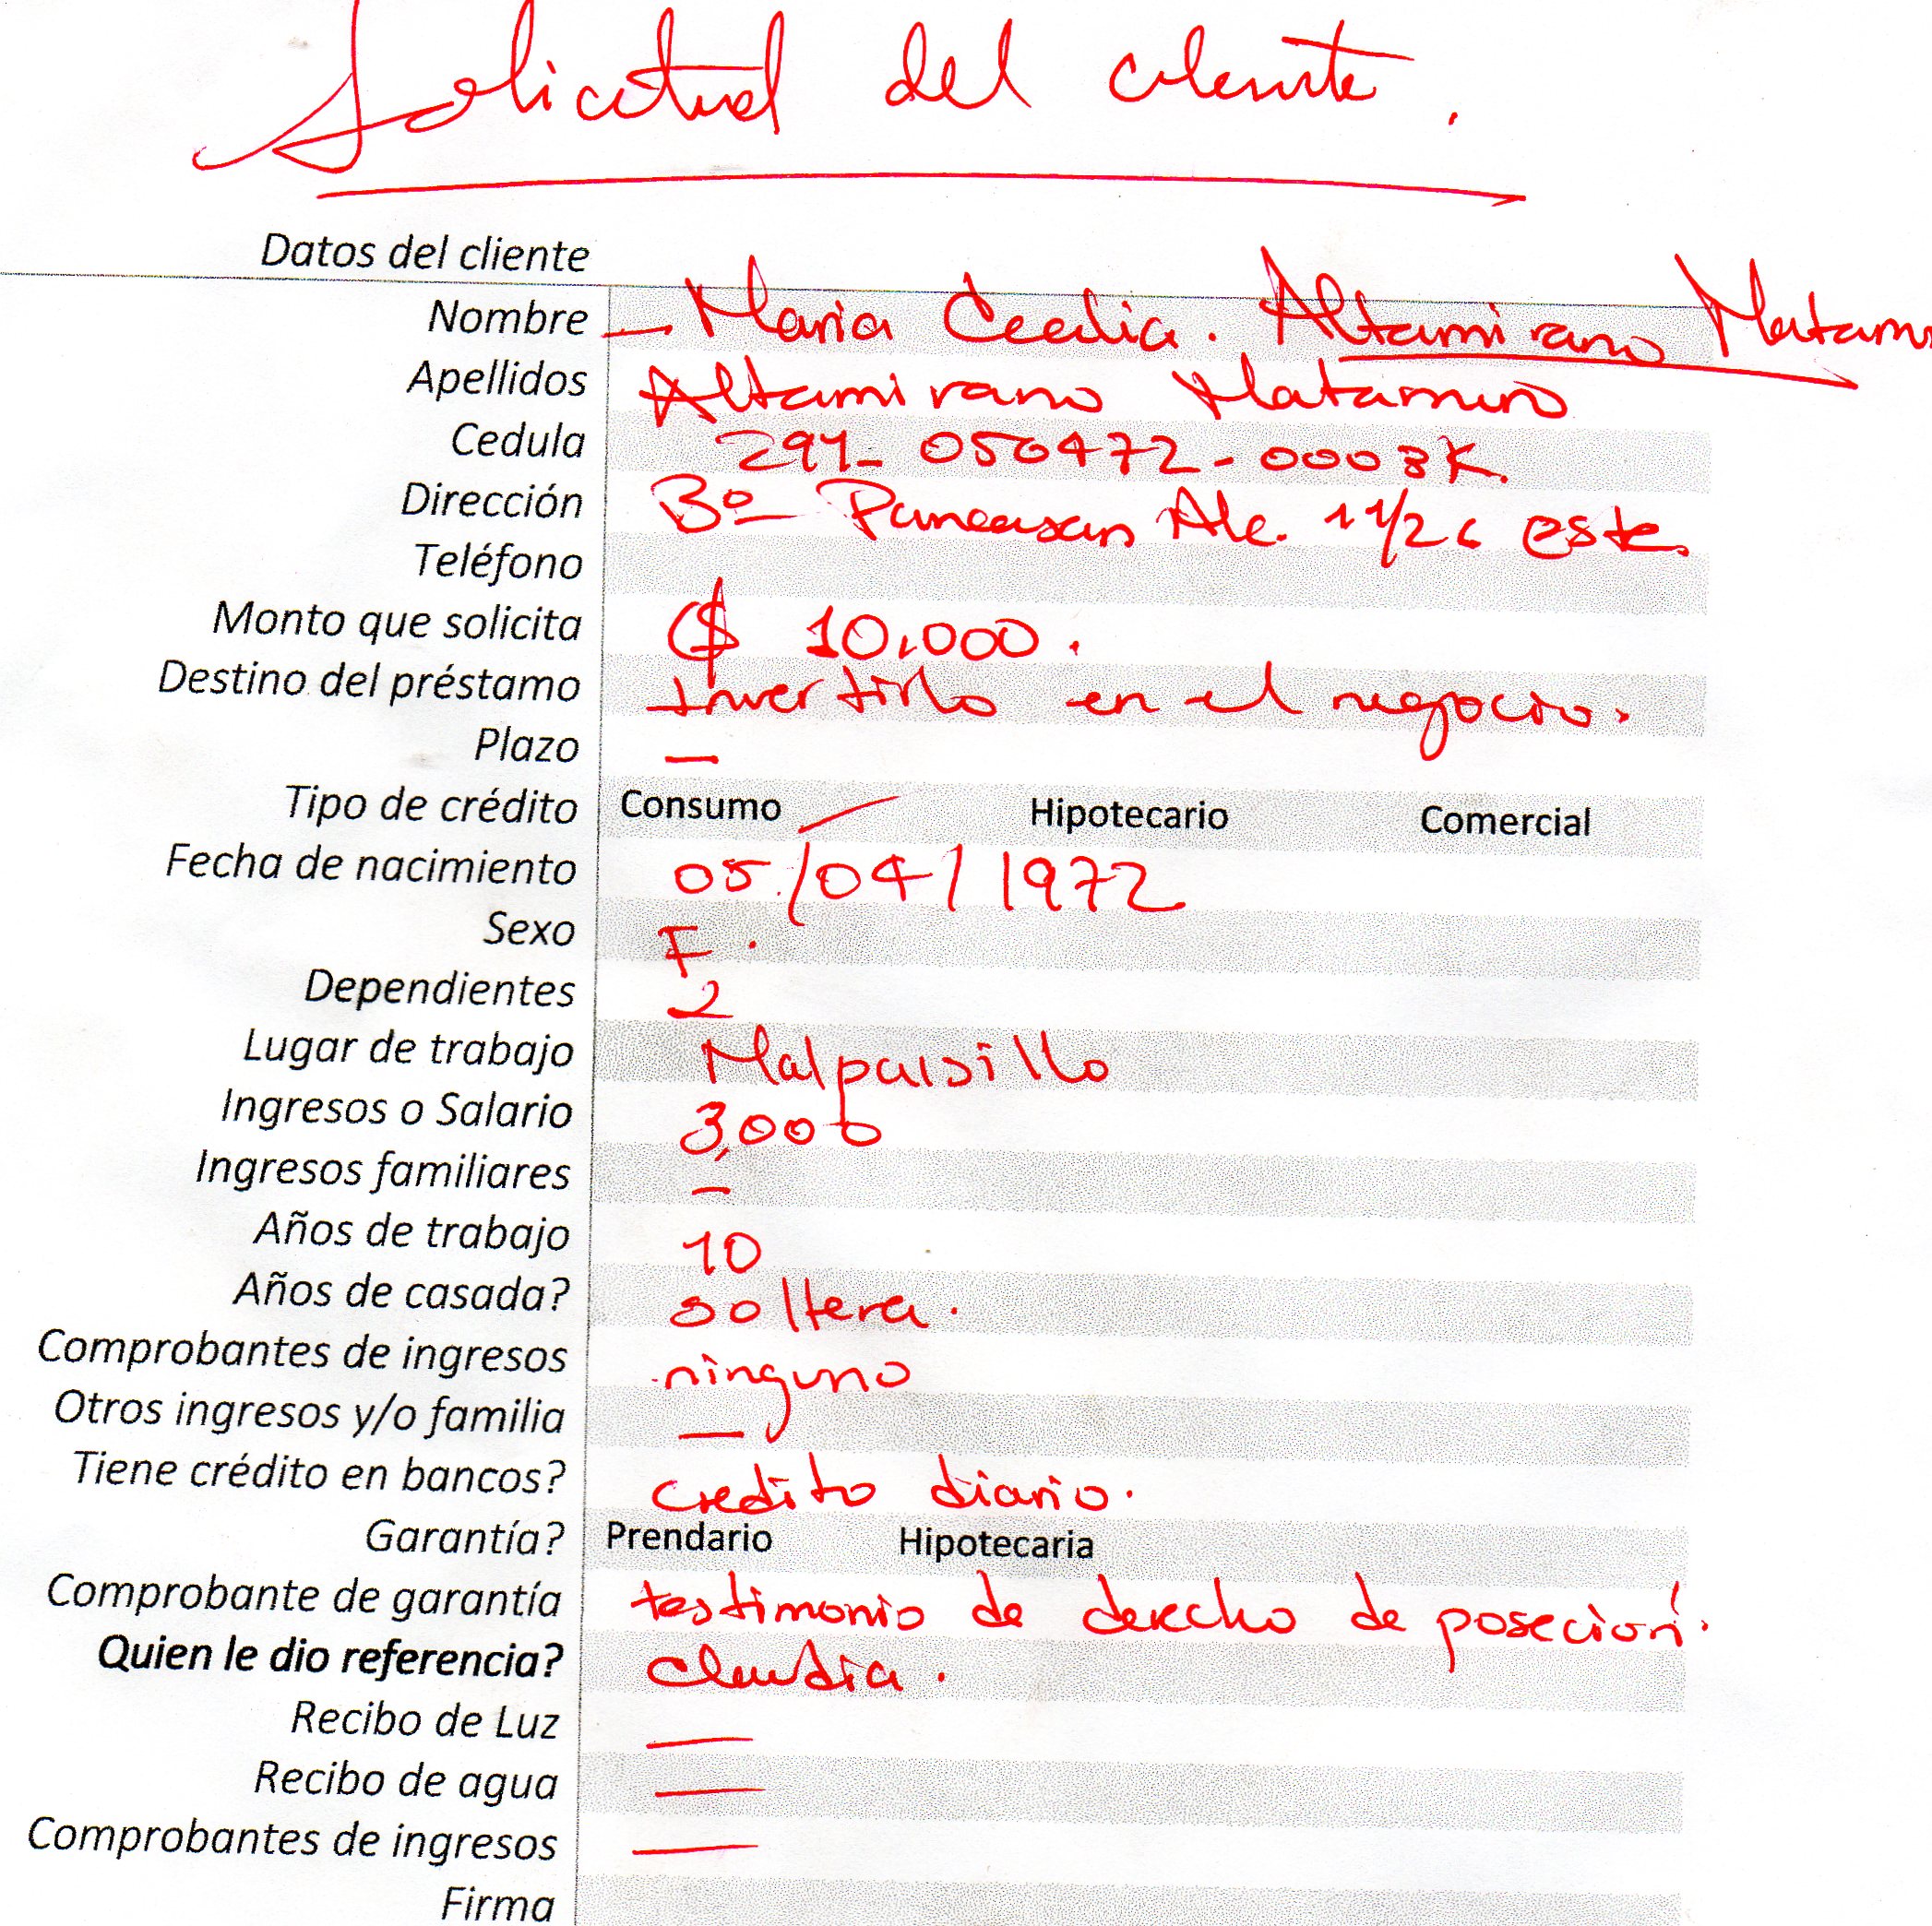 Solicitud del cliente.
Datos del cliente
Nombre — Maria Cecilia. Altamirano Matam
Apellidos Altamirano Matamoro
Cedula 291-050472-0003K.
Dirección Bº Pancasan Alc. 1 1/2 c este.
Teléfono
Monto que solicita C$ 10,000.
Destino del préstamo Invertirlo en el negocio.
Plazo —
Tipo de crédito Consumo / Hipotecario Comercial
Fecha de nacimiento 05/04/1972
Sexo F.
Dependientes 2
Lugar de trabajo Malpaisillo
Ingresos o Salario 3,000
Ingresos familiares —
Años de trabajo 10
Años de casada? soltera.
Comprobantes de ingresos ninguno
Otros ingresos y/o familia —
Tiene crédito en bancos? credito diario.
Garantía? Prendario Hipotecaria
Comprobante de garantía testimonio de derecho de poseción.
Quien le dio referencia? Claudia.
Recibo de Luz —
Recibo de agua —
Comprobantes de ingresos —
Firma